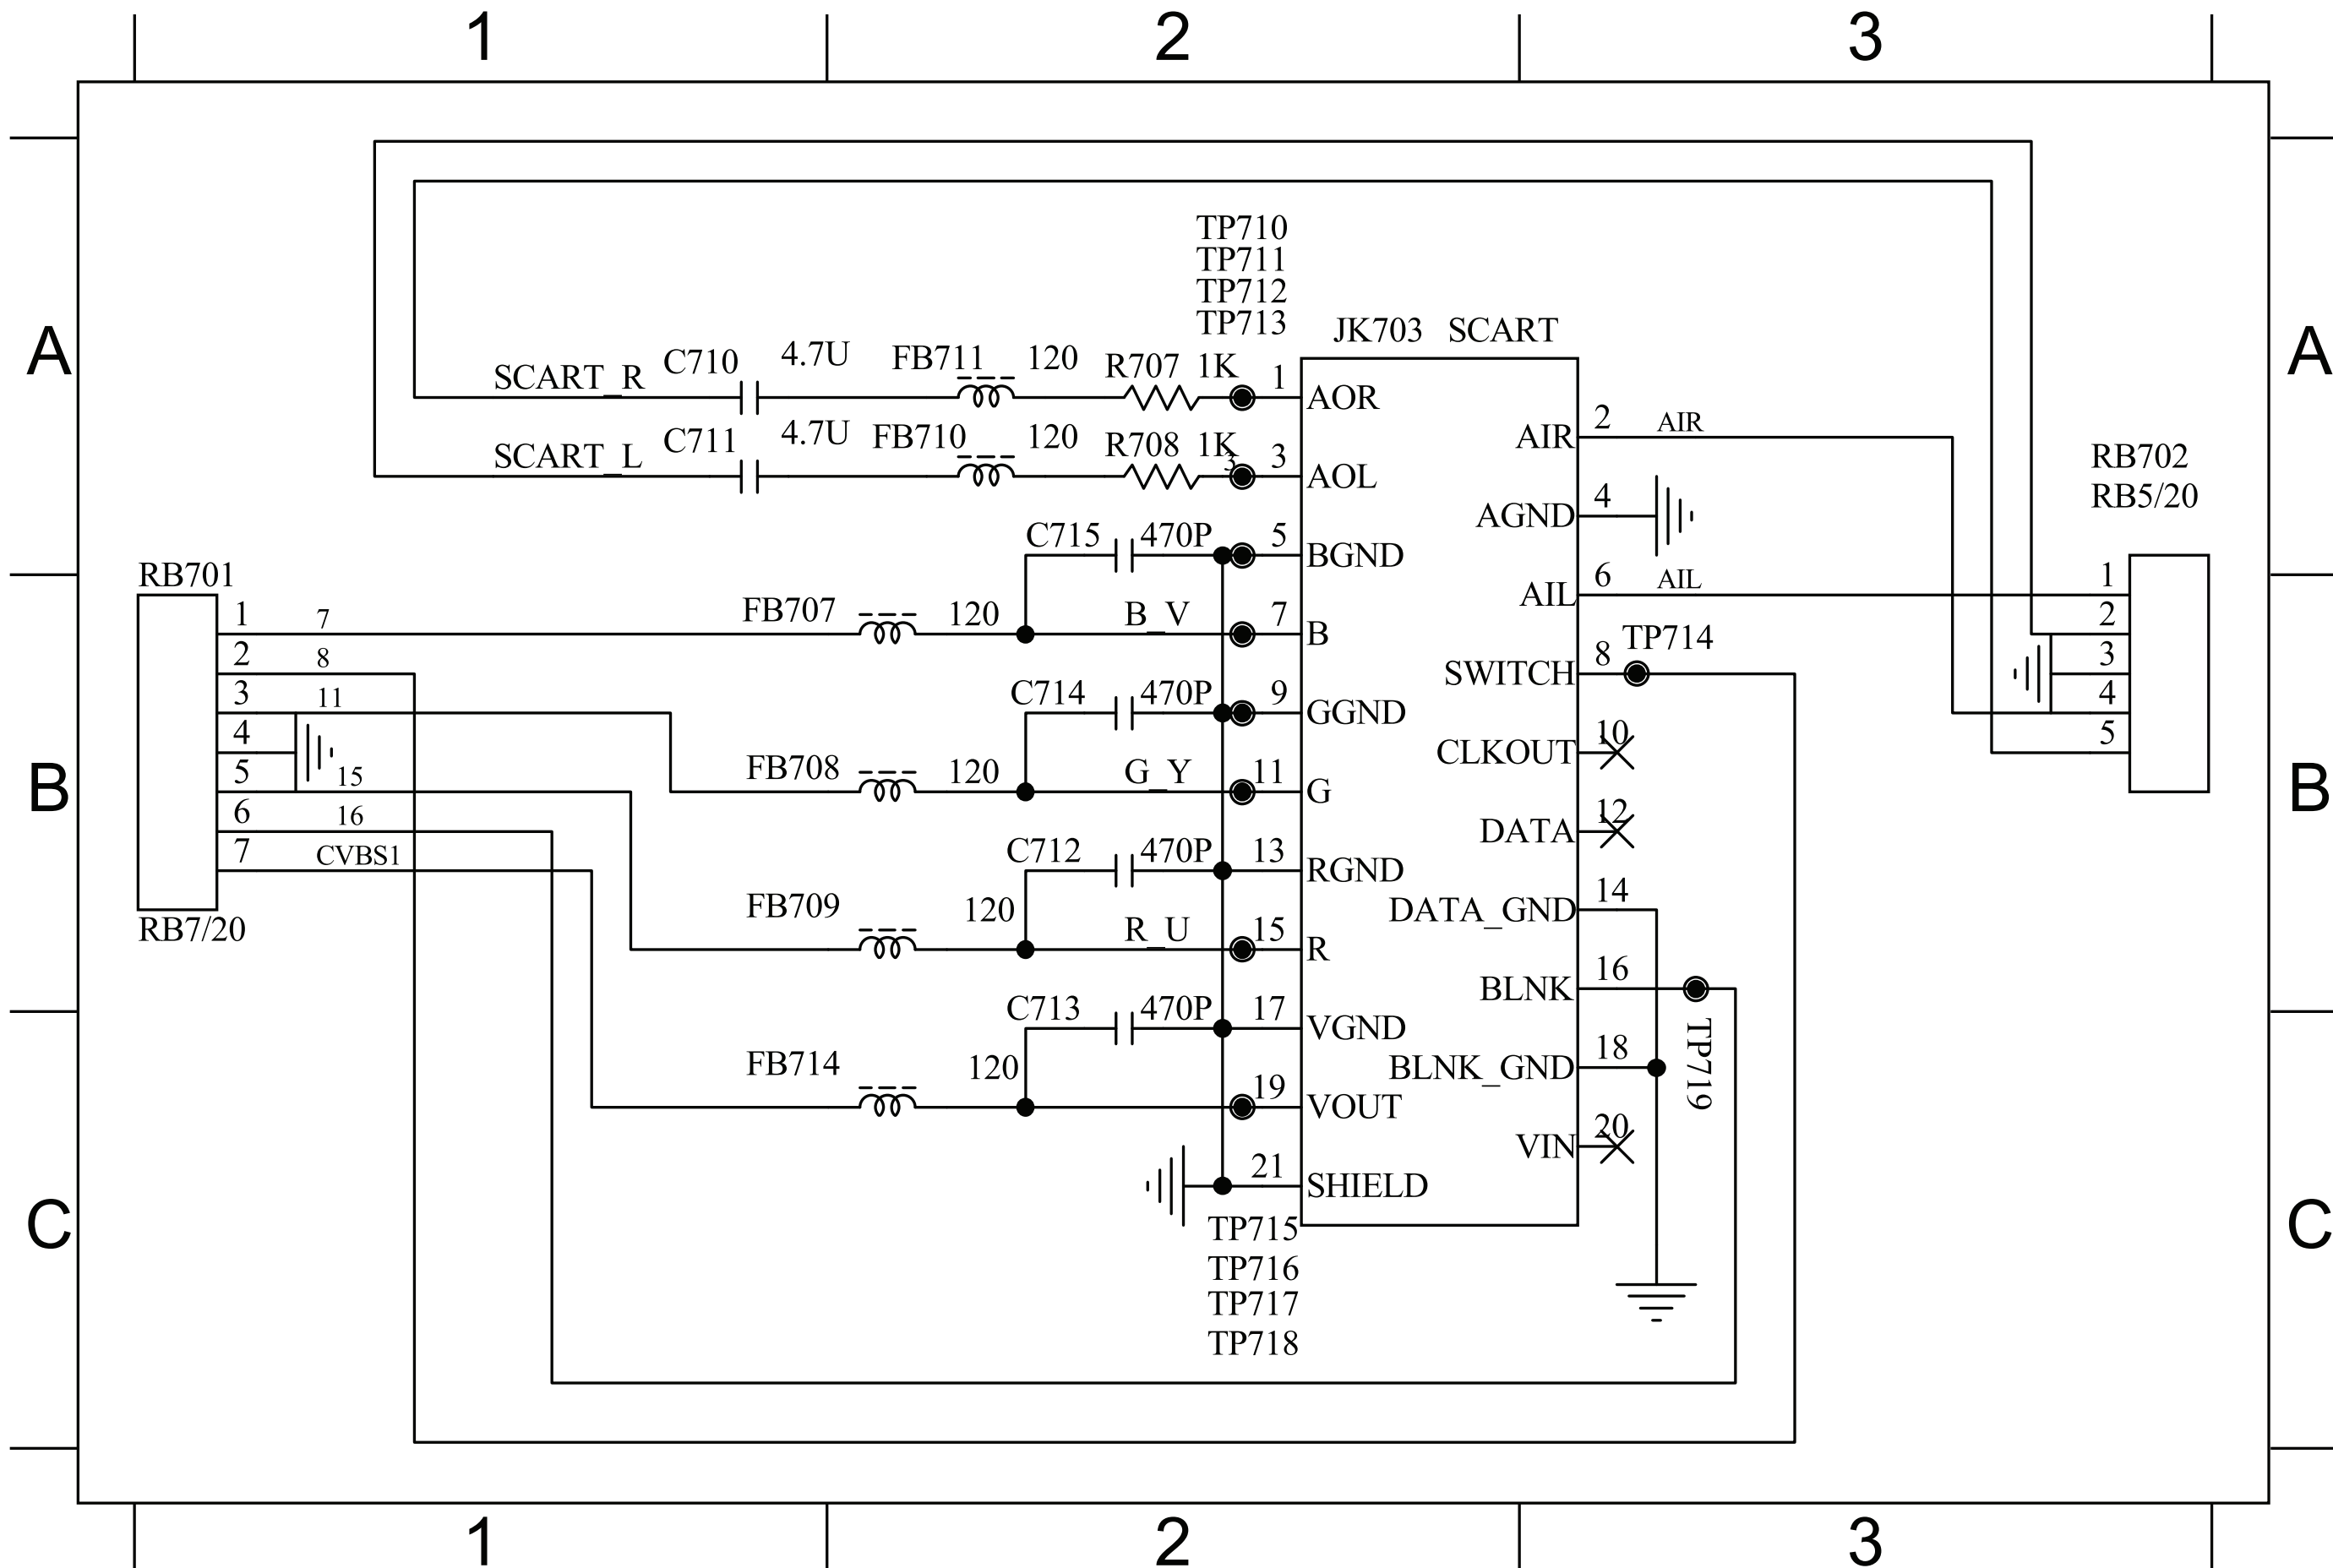 1 2 3
A A
B B
C C
1 2 3
TP710
TP711
TP712
TP713
JK703 SCART
SCART_R C710 4.7U FB711 120 R707 1K 1 AOR
SCART_L C711 4.7U FB710 120 R708 1K 3 3 AOL
C715 470P 5 BGND
FB707 120 B_V 7 B
C714 470P 9 GGND
FB708 120 G_Y 11 G
C712 470P 13 RGND
FB709 120 R_U 15 R
C713 470P 17 VGND
FB714 120 19 VOUT
21 SHIELD
TP715
TP716
TP717
TP718
RB701
1 7
2 8
3 11
4
5 15
6 16
7 CVBS1
RB7/20
AIR 2 AIR
AGND 4
AIL 6 AIL
SWITCH 8 TP714
CLKOUT 10
DATA 12
DATA_GND 14
BLNK 16
TP719
BLNK_GND 18
VIN 20
RB702
RB5/20
1
2
3
4
5